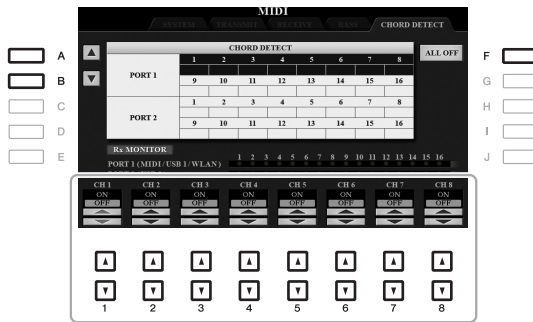 MIDI
SYSTEM TRANSMIT RECEIVE BASS CHORD DETECT
A
B
C
D
E
CHORD DETECT
PORT 1
1 2 3 4 5 6 7 8
9 10 11 12 13 14 15 16
PORT 2
1 2 3 4 5 6 7 8
9 10 11 12 13 14 15 16
ALL OFF
F
G
H
I
J
Rx MONITOR
1 2 3 4 5 6 7 8 9 10 11 12 13 14 15 16
PORT 1 (MIDI/USB 1/WLAN)
CH 1 CH 2 CH 3 CH 4 CH 5 CH 6 CH 7 CH 8
ON ON ON ON ON ON ON ON
OFF OFF OFF OFF OFF OFF OFF OFF
1 2 3 4 5 6 7 8